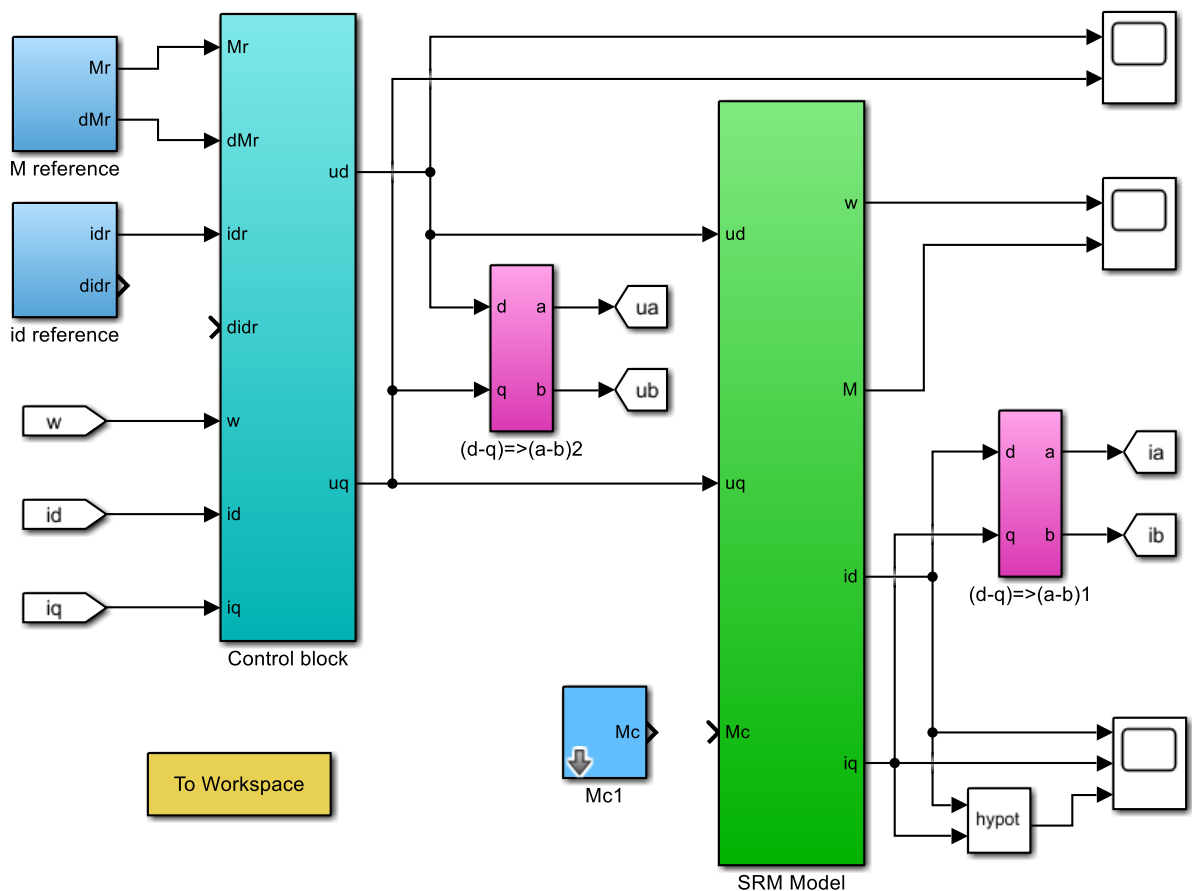 Mr
dMr
M reference
idr
didr
id reference
w
id
iq
Mr
dMr
idr
didr
w
id
iq
ud
uq
Control block
d
q
a
b
(d-q)=>(a-b)2
ua
ub
ud
uq
Mc
w
M
id
iq
SRM Model
Mc
Mc1
d
q
a
b
(d-q)=>(a-b)1
ia
ib
hypot
To Workspace